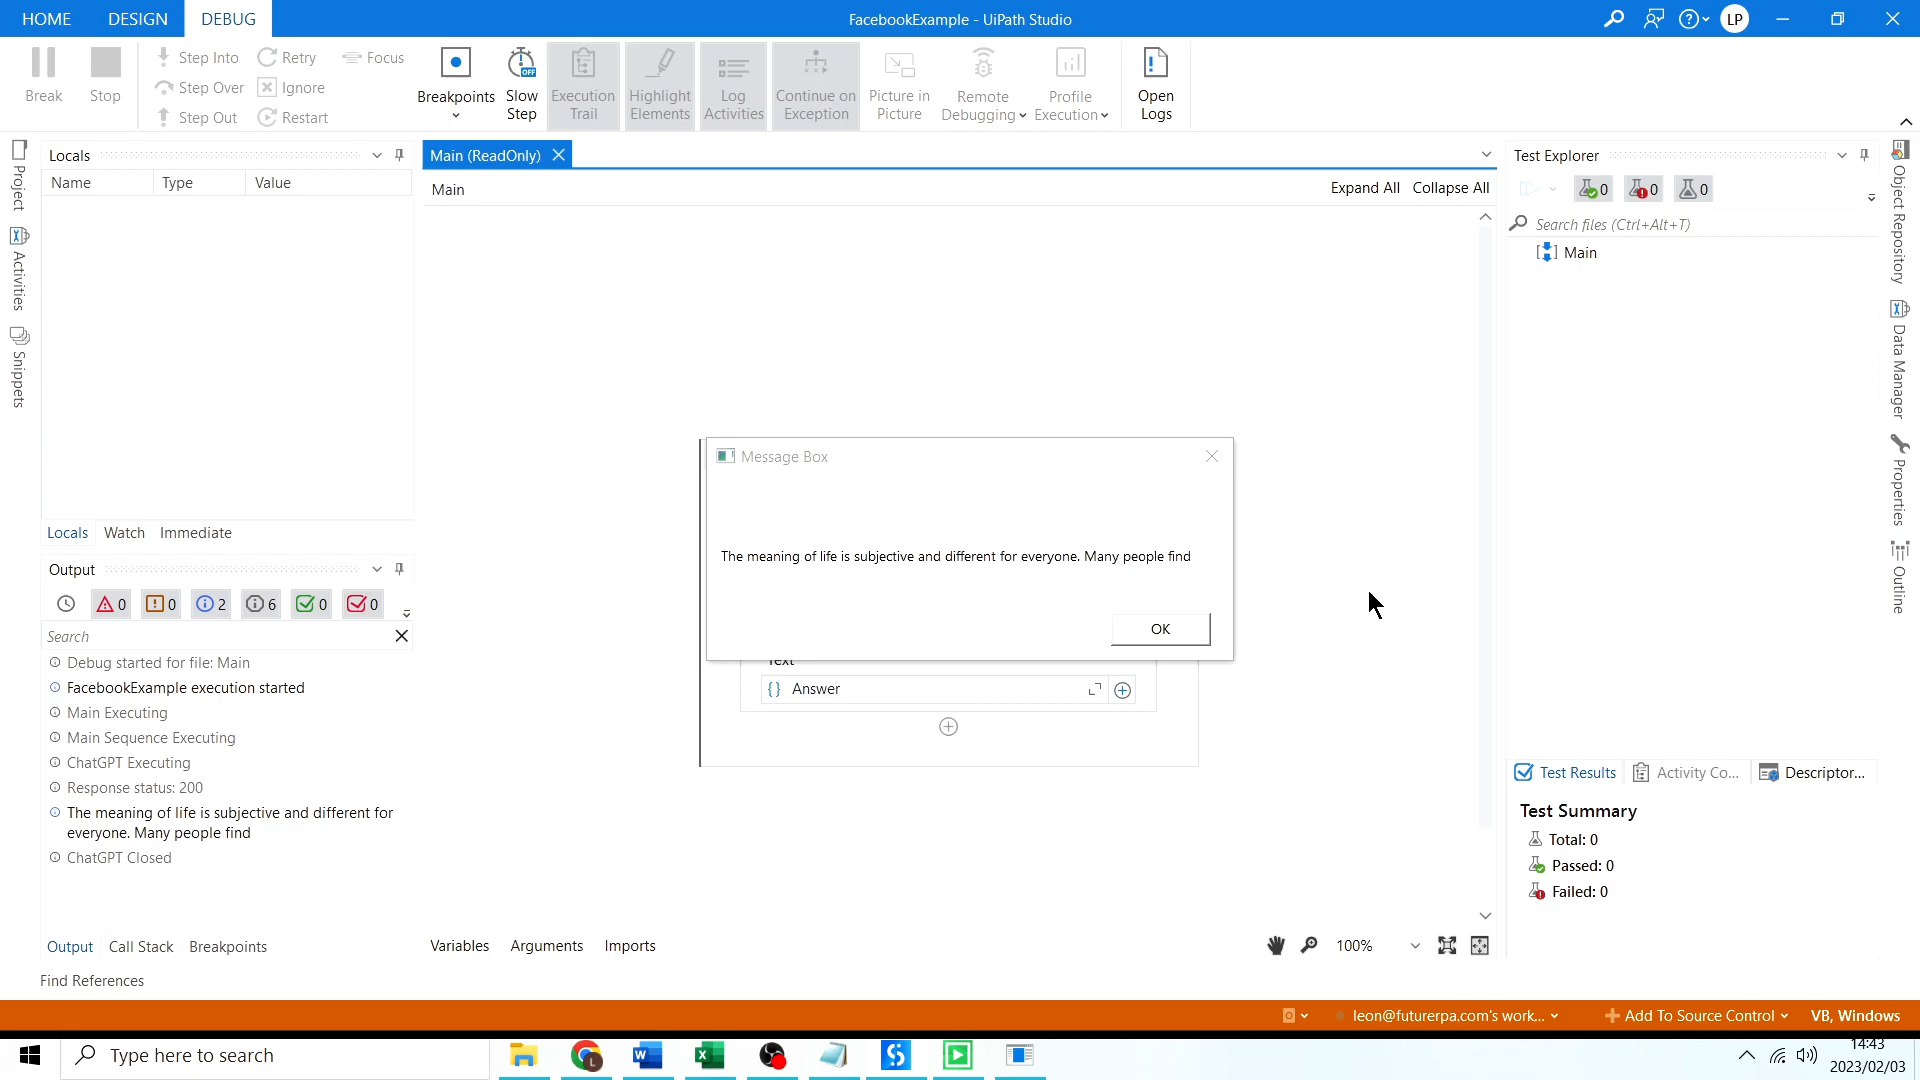 HOME DESIGN DEBUG
FacebookExample - UiPath Studio
LP
Break Stop
Step Into Retry Focus
Step Over Ignore
Step Out Restart
Breakpoints
Slow Step
OFF
Execution Trail
Highlight Elements
Log Activities
Continue on Exception
Picture in Picture
Remote Debugging
Profile Execution
Open Logs
Project
Activities
Snippets
Locals
Name Type Value
Locals Watch Immediate
Output
0 0 2 6 0 0
Search
Debug started for file: Main
FacebookExample execution started
Main Executing
Main Sequence Executing
ChatGPT Executing
Response status: 200
The meaning of life is subjective and different for
everyone. Many people find
ChatGPT Closed
Output Call Stack Breakpoints
Find References
Main (ReadOnly)
Main
Expand All Collapse All
Message Box
The meaning of life is subjective and different for everyone. Many people find
OK
Text
{} Answer
Variables Arguments Imports
100%
Test Explorer
0 0 0
Search files (Ctrl+Alt+T)
Main
Test Results Activity Co... Descriptor...
Test Summary
Total: 0
Passed: 0
Failed: 0
Object Repository
Data Manager
Properties
Outline
0
leon@futurerpa.com's work...
Add To Source Control
VB, Windows
Type here to search
14:43
2023/02/03